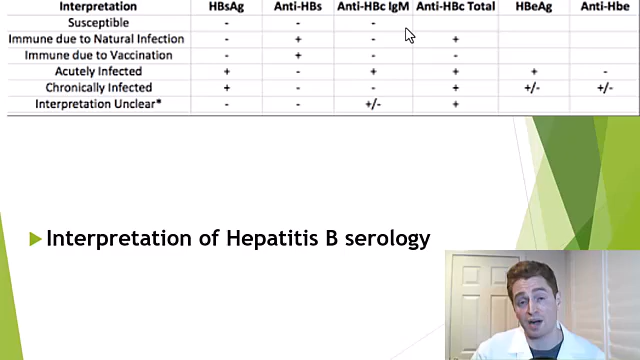 Interpretation HBsAg Anti-HBs Anti-HBc IgM Anti-HBc Total HBeAg Anti-Hbe
Susceptible - - -
Immune due to Natural Infection - + - +
Immune due to Vaccination - + - -
Acutely Infected + - + + + -
Chronically Infected + - - + +/- +/-
Interpretation Unclear* - - +/- +
Interpretation of Hepatitis B serology